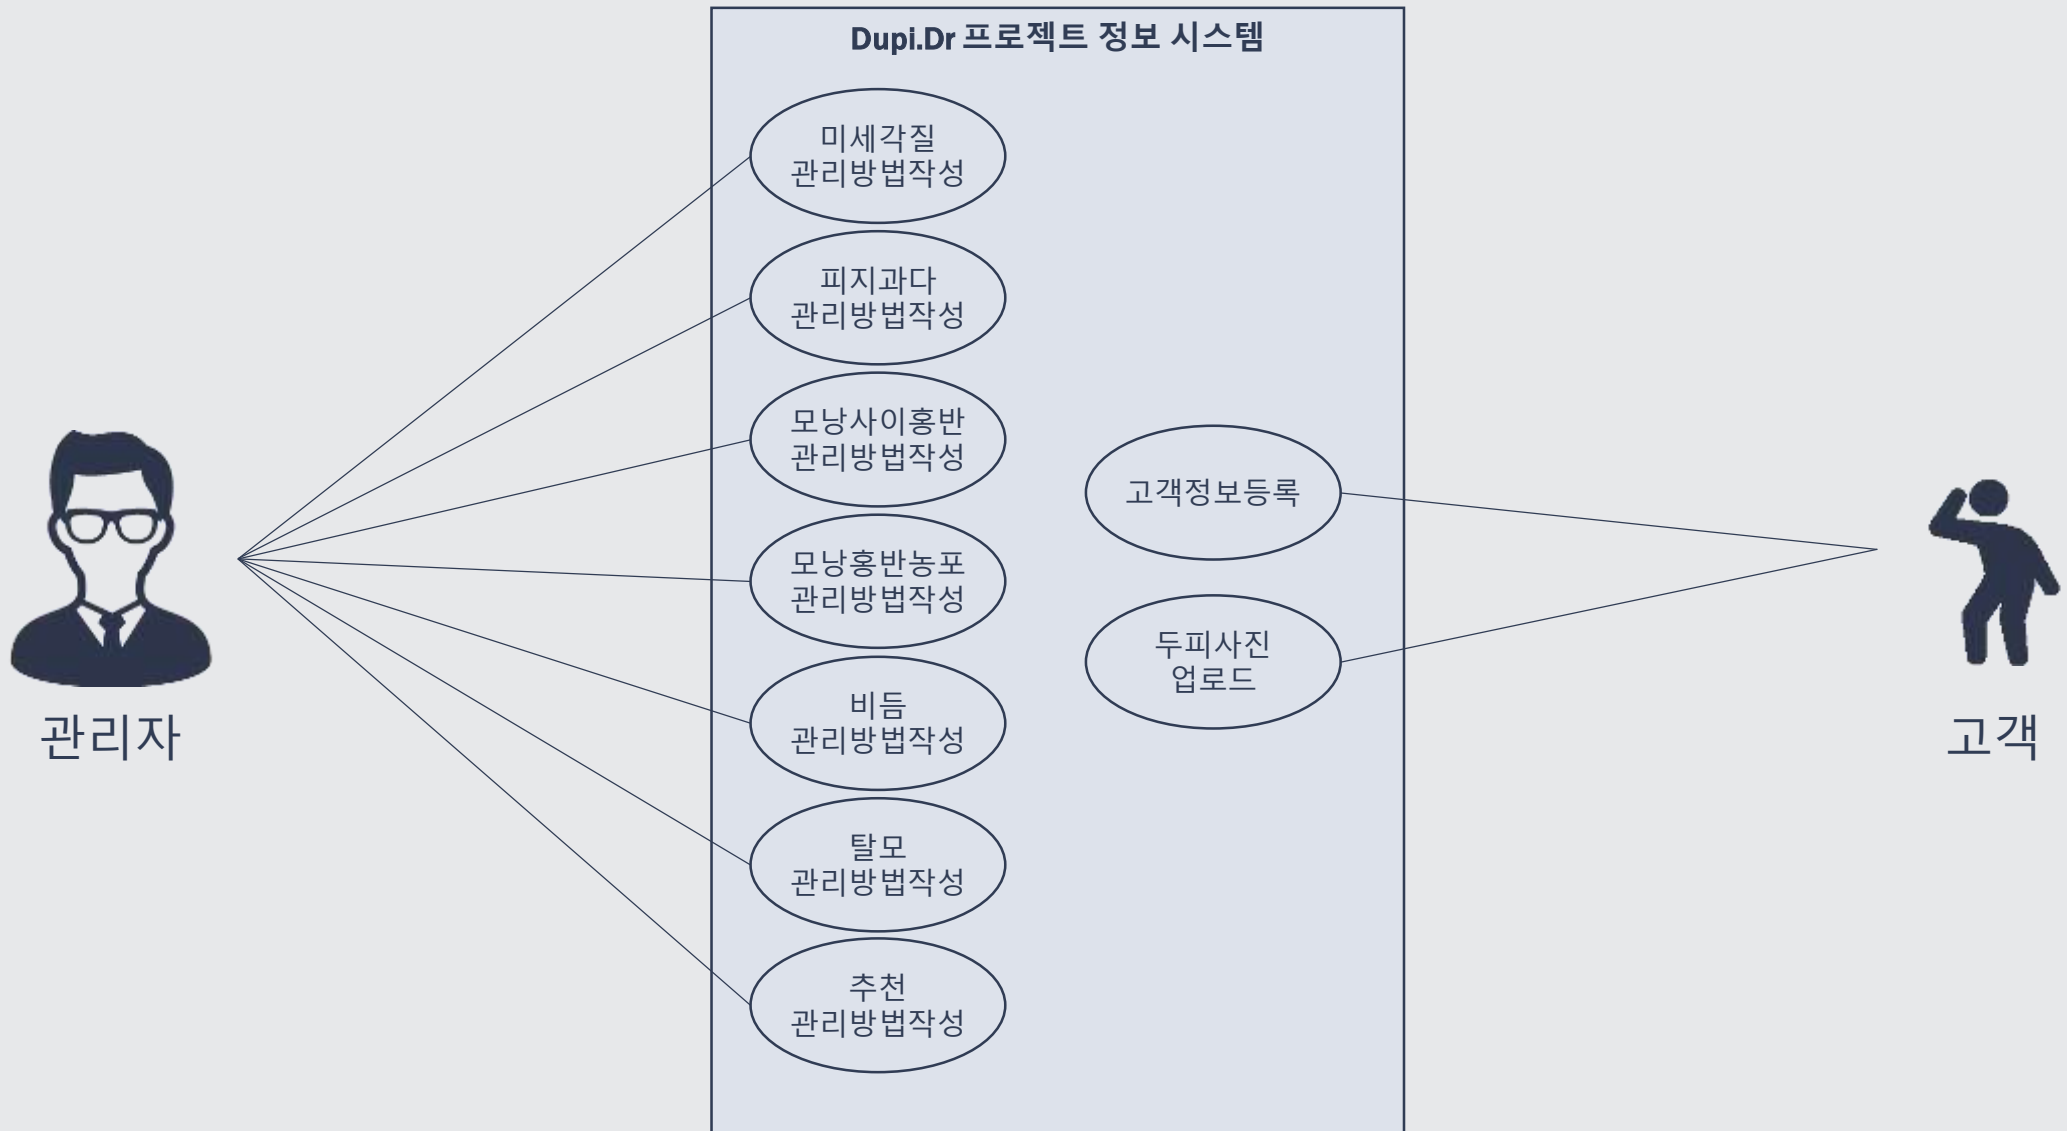 Dupi.Dr 프로젝트 정보 시스템
미세각질
관리방법작성
피지과다
관리방법작성
모낭사이홍반
관리방법작성
모낭홍반농포
관리방법작성
비듬
관리방법작성
탈모
관리방법작성
추천
관리방법작성
고객정보등록
두피사진
업로드
관리자
고객